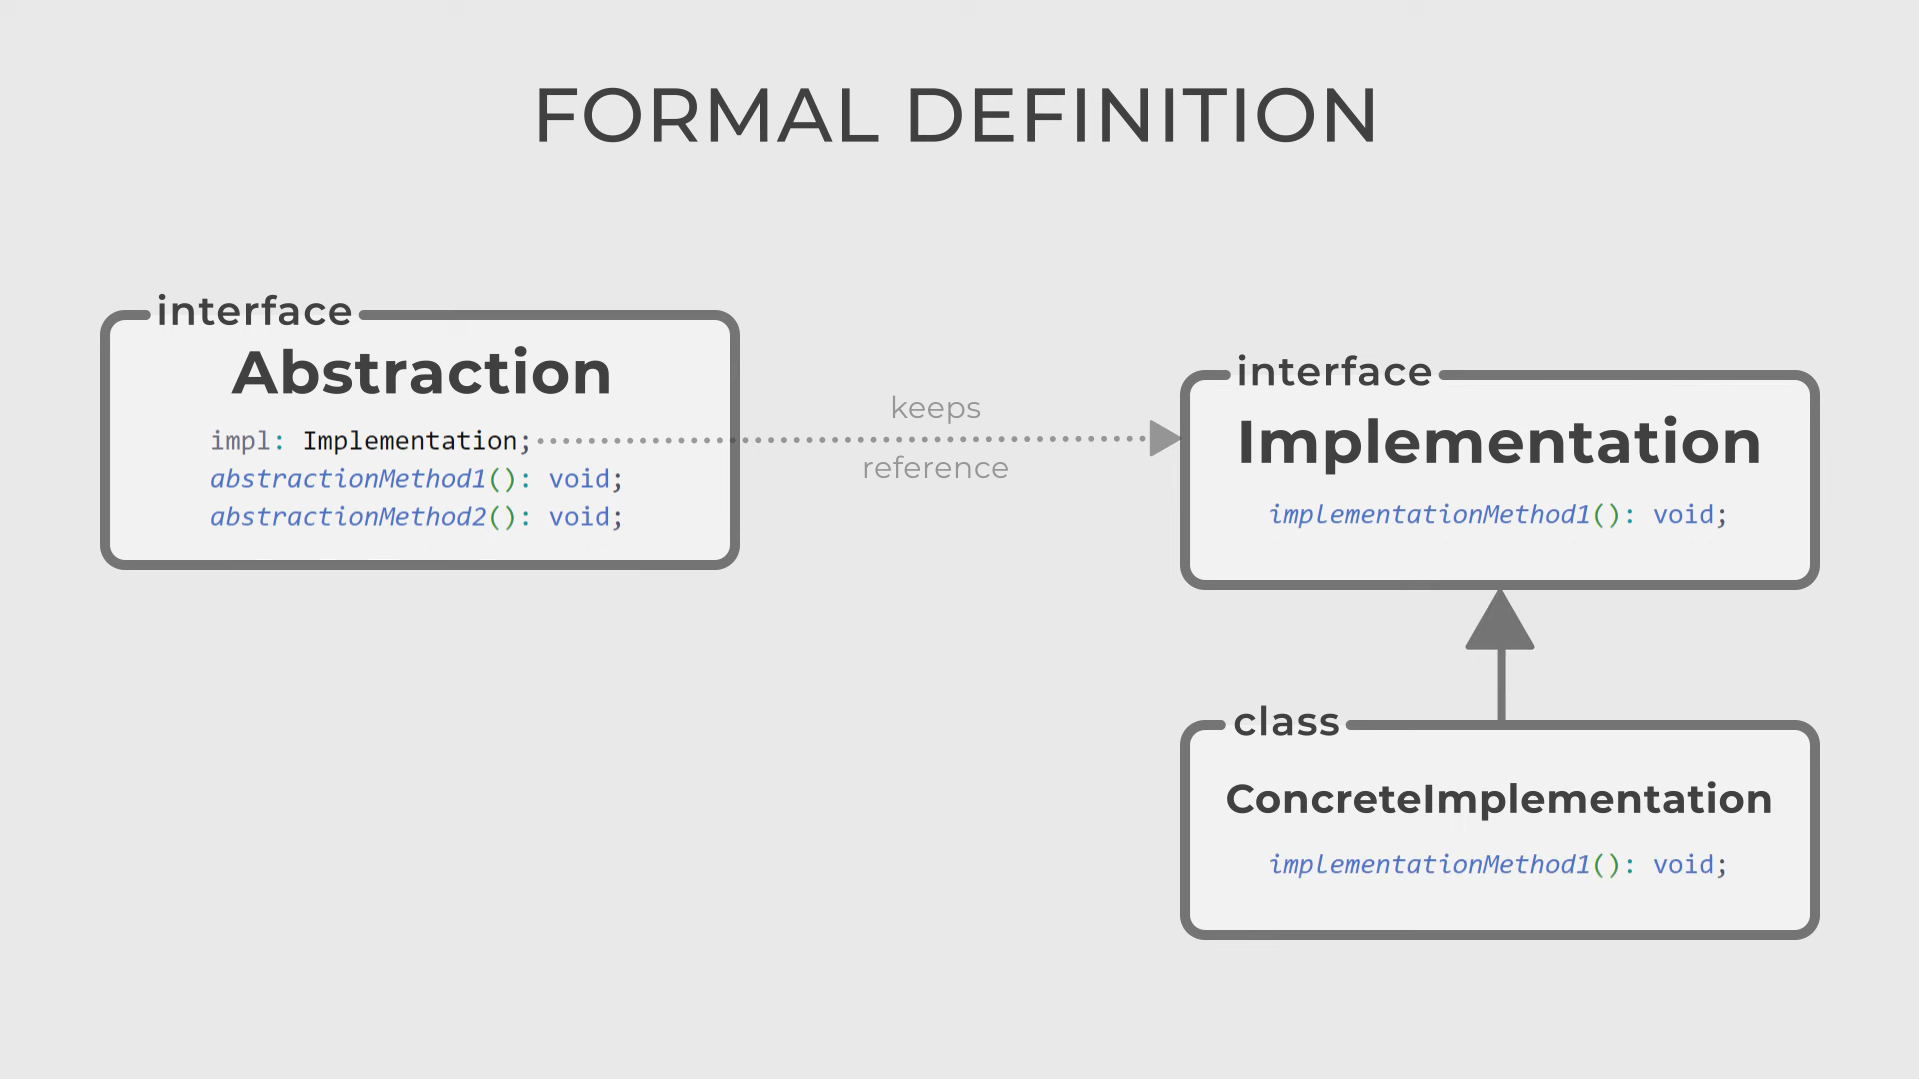 FORMAL DEFINITION
interface
Abstraction
impl: Implementation;
abstractionMethod1(): void;
abstractionMethod2(): void;
keeps
reference
interface
Implementation
implementationMethod1(): void;
class
ConcreteImplementation
implementationMethod1(): void;